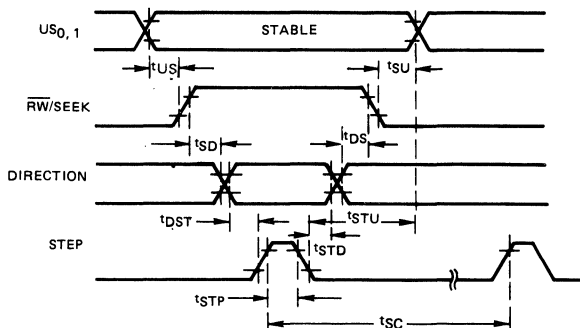 US0, 1
STABLE
tUS
tSU
RW/SEEK
tSD
tDS
DIRECTION
tDST
tSTU
tSTD
STEP
tSTP
tSC